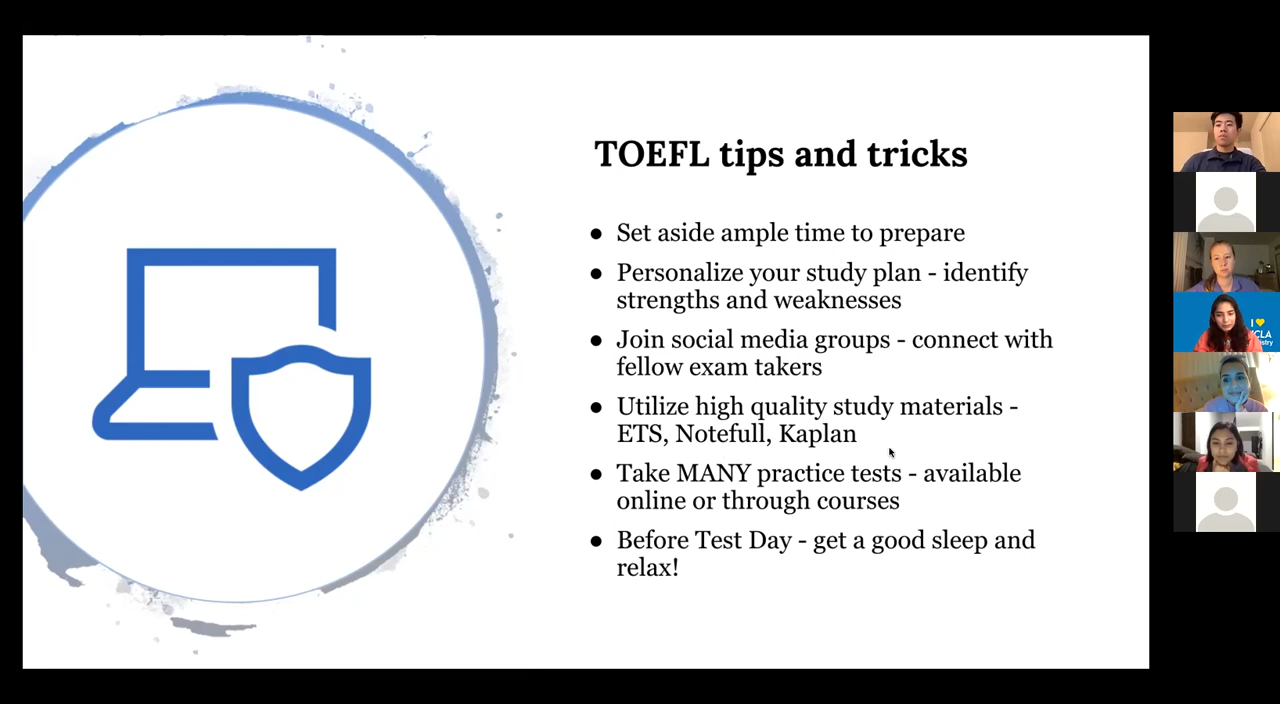 TOEFL tips and tricks
● Set aside ample time to prepare
● Personalize your study plan - identify
strengths and weaknesses
● Join social media groups - connect with
fellow exam takers
● Utilize high quality study materials -
ETS, Notefull, Kaplan
● Take MANY practice tests - available
online or through courses
● Before Test Day - get a good sleep and
relax!
I